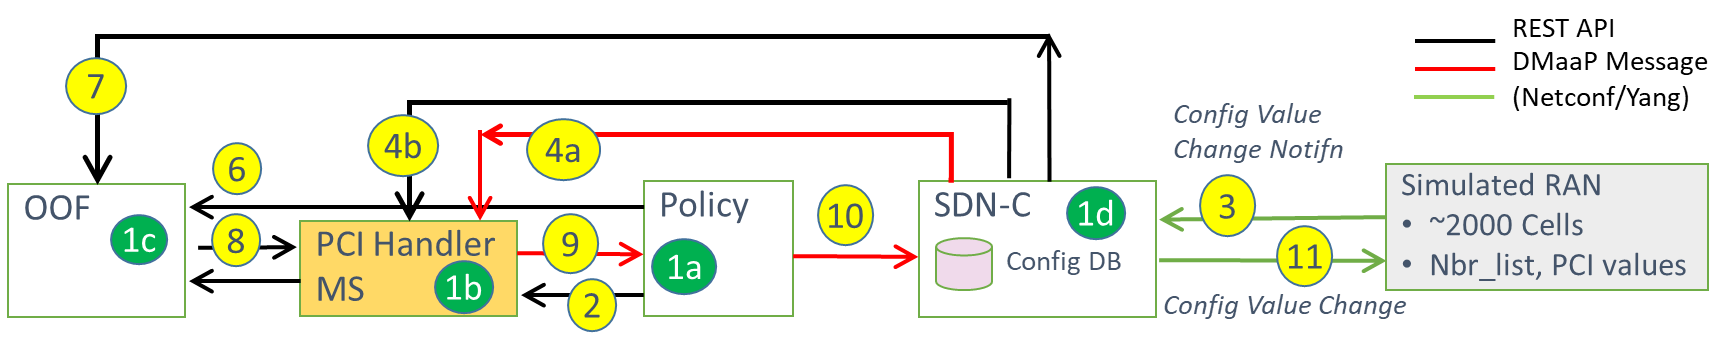 REST API
DMaaP Message
(Netconf/Yang)
7
4b
4a
Config Value
Change Notifn
6
OOF
1c
8
PCI Handler
MS
1b
9
2
Policy
1a
10
SDN-C
1d
Config DB
3
11
Config Value Change
Simulated RAN
• ~2000 Cells
• Nbr_list, PCI values